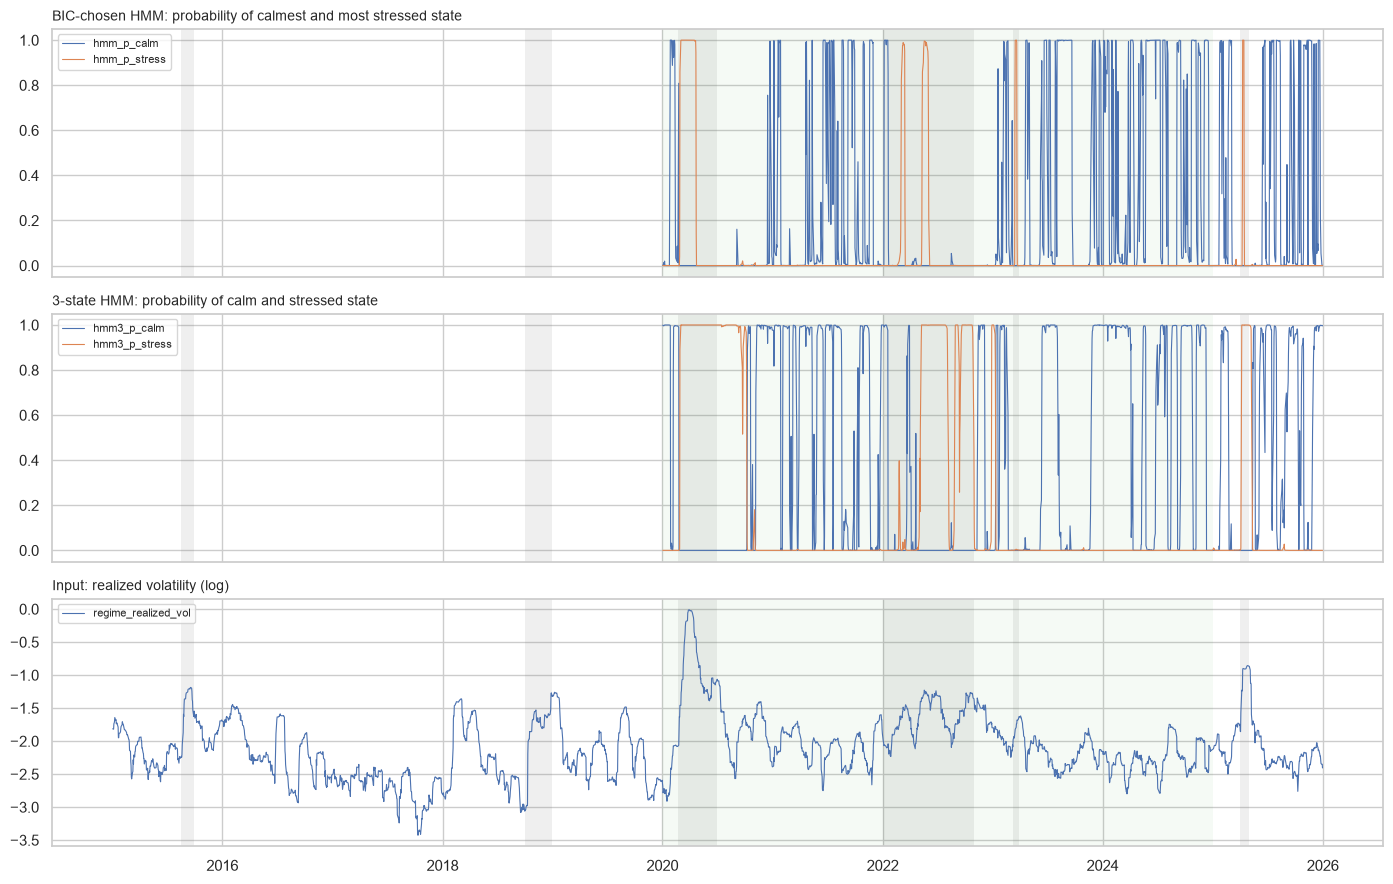 BIC-chosen HMM: probability of calmest and most stressed state
hmm_p_calm
hmm_p_stress
1.0
0.8
0.6
0.4
0.2
0.0
3-state HMM: probability of calm and stressed state
hmm3_p_calm
hmm3_p_stress
1.0
0.8
0.6
0.4
0.2
0.0
Input: realized volatility (log)
regime_realized_vol
0.0
−0.5
−1.0
−1.5
−2.0
−2.5
−3.0
−3.5
2016 2018 2020 2022 2024 2026